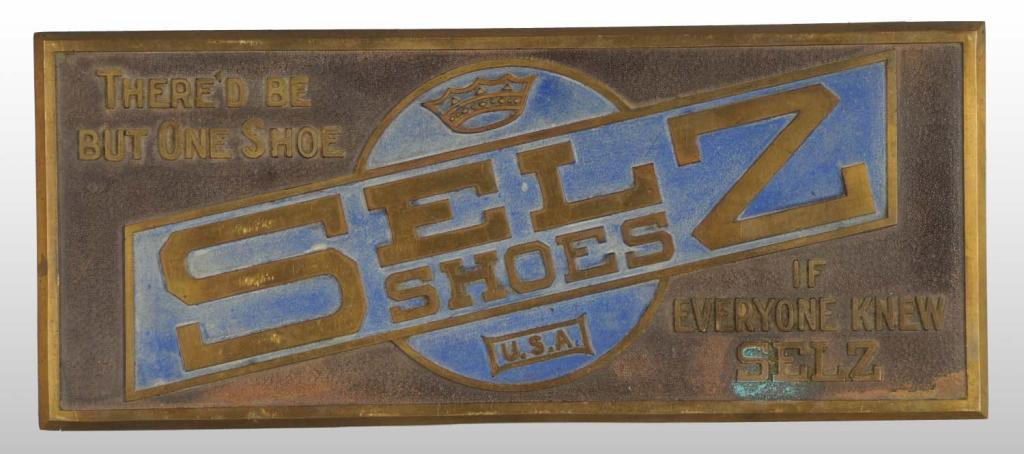 THERE'D BE
BUT ONE SHOE
SELZ
SHOES
U.S.A.
IF
EVERYONE KNEW
SELZ